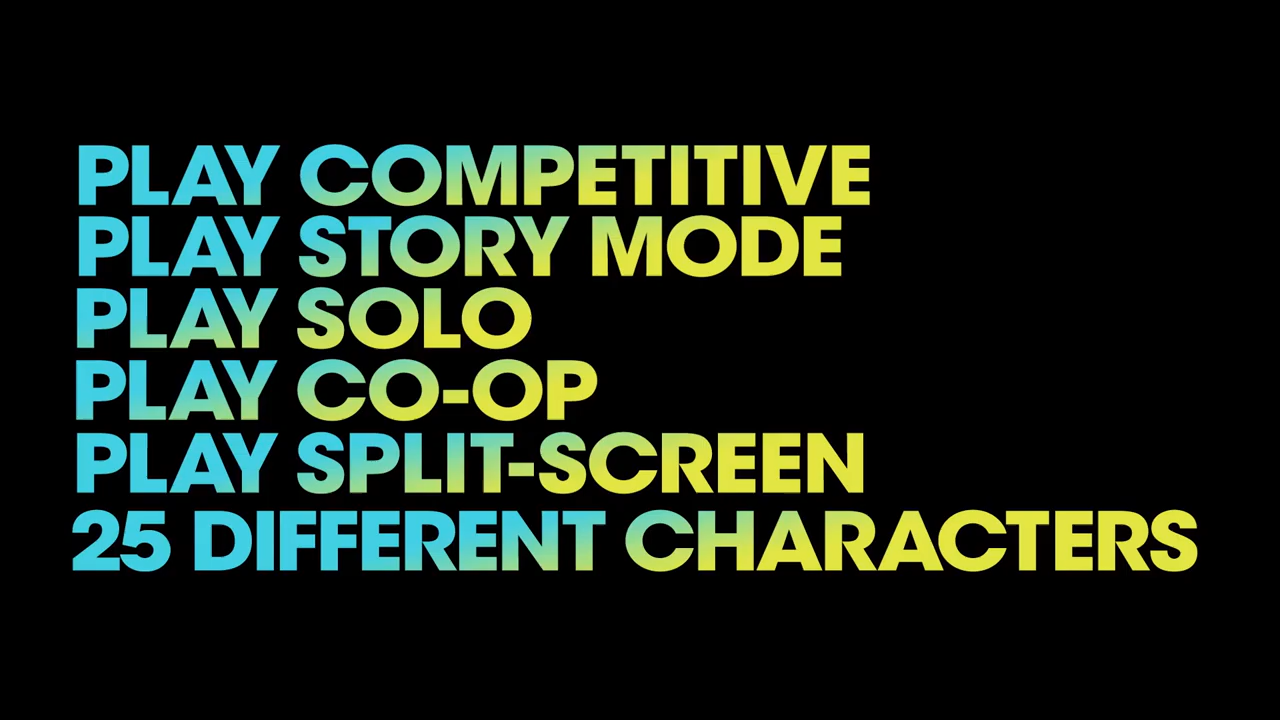 PLAY COMPETITIVE
PLAY STORY MODE
PLAY SOLO
PLAY CO-OP
PLAY SPLIT-SCREEN
25 DIFFERENT CHARACTERS